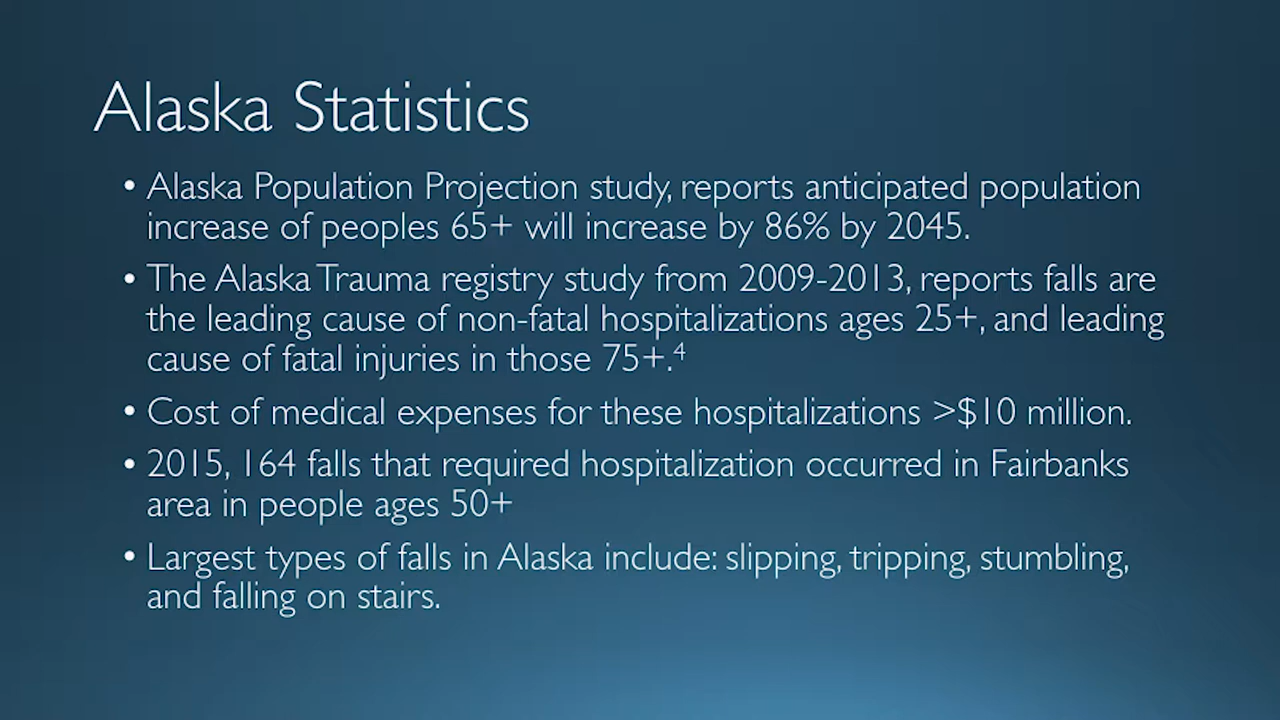 Alaska Statistics
• Alaska Population Projection study, reports anticipated population
increase of peoples 65+ will increase by 86% by 2045.
• The Alaska Trauma registry study from 2009-2013, reports falls are
the leading cause of non-fatal hospitalizations ages 25+, and leading
cause of fatal injuries in those 75+.⁴
• Cost of medical expenses for these hospitalizations >$10 million.
• 2015, 164 falls that required hospitalization occurred in Fairbanks
area in people ages 50+
• Largest types of falls in Alaska include: slipping, tripping, stumbling,
and falling on stairs.